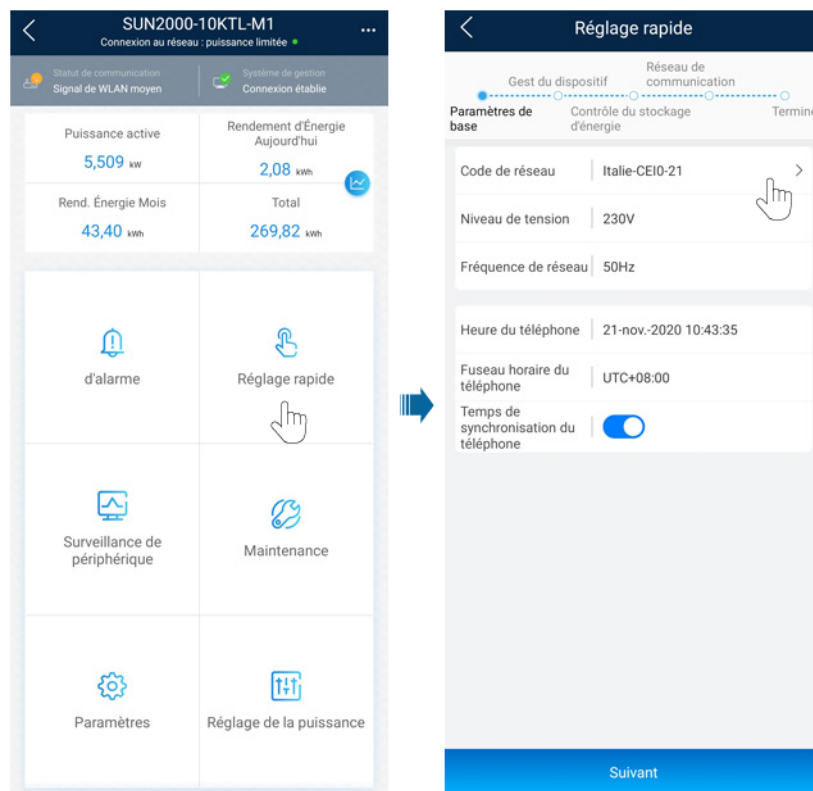 SUN2000-10KTL-M1
Connexion au réseau : puissance limitée
Statut de communication
Signal de WLAN moyen
Système de gestion
Connexion établie
Puissance active
5,509 kW
Rendement d'Énergie
Aujourd'hui
2,08 kWh
Rend. Énergie Mois
43,40 kWh
Total
269,82 kWh
d'alarme
Réglage rapide
Surveillance de
périphérique
Maintenance
Paramètres
Réglage de la puissance
Réglage rapide
Gest du dispositif
Réseau de
communication
Paramètres de
base
Contrôle du stockage
d'énergie
Terminé
Code de réseau
Italie-CEI0-21
Niveau de tension
230V
Fréquence de réseau
50Hz
Heure du téléphone
21-nov.-2020 10:43:35
Fuseau horaire du
téléphone
UTC+08:00
Temps de
synchronisation du
téléphone
Suivant